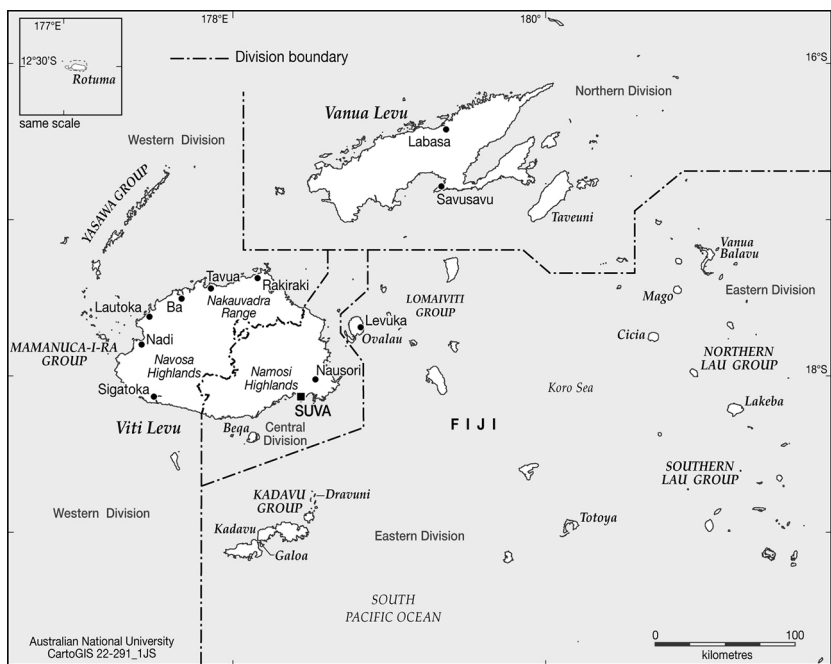 177°E
178°E
180°
12°30'S
Rotuma
same scale
Division boundary
16°S
Northern Division
Vanua Levu
Labasa
Western Division
YASAWA GROUP
Savusavu
Taveuni
Vanua
Balavu
Tavua
Rakiraki
Ba
Nakauvadra
Range
Lautoka
LOMAIVITI
GROUP
Mago
Eastern Division
Levuka
Ovalau
Nadi
MAMANUCA-I-RA
GROUP
Navosa
Highlands
Namosi
Highlands
Nausori
Cicia
NORTHERN
LAU GROUP
18°S
Sigatoka
SUVA
Koro Sea
Lakeba
Viti Levu
Beqa
Central
Division
FIJI
SOUTHERN
LAU GROUP
KADAVU
GROUP
Dravuni
Western Division
Kadavu
Galoa
Eastern Division
Totoya
SOUTH
PACIFIC OCEAN
Australian National University
CartoGIS 22-291_1JS
0
100
kilometres